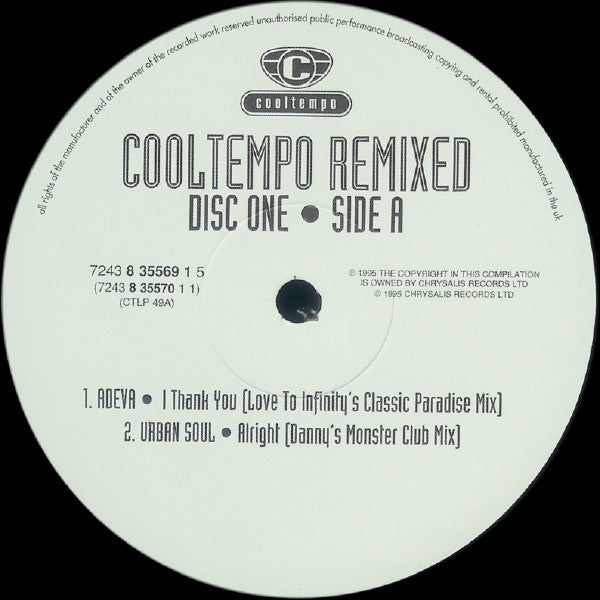 all rights of the manufacturer and of the owner of the recorded work reserved unauthorised public performance broadcasting copying and rental prohibited manufactured in the uk
C
cooltempo
COOLTEMPO REMIXED
DISC ONE ● SIDE A
7243 8 35569 1 5
(7243 8 35570 1 1)
(CTLP 49A)
℗ 1995 THE COPYRIGHT IN THIS COMPILATION
IS OWNED BY CHRYSALIS RECORDS LTD
© 1995 CHRYSALIS RECORDS LTD
1. ADEVA ● I Thank You (Love To Infinity's Classic Paradise Mix)
2. URBAN SOUL ● Alright (Danny's Monster Club Mix)